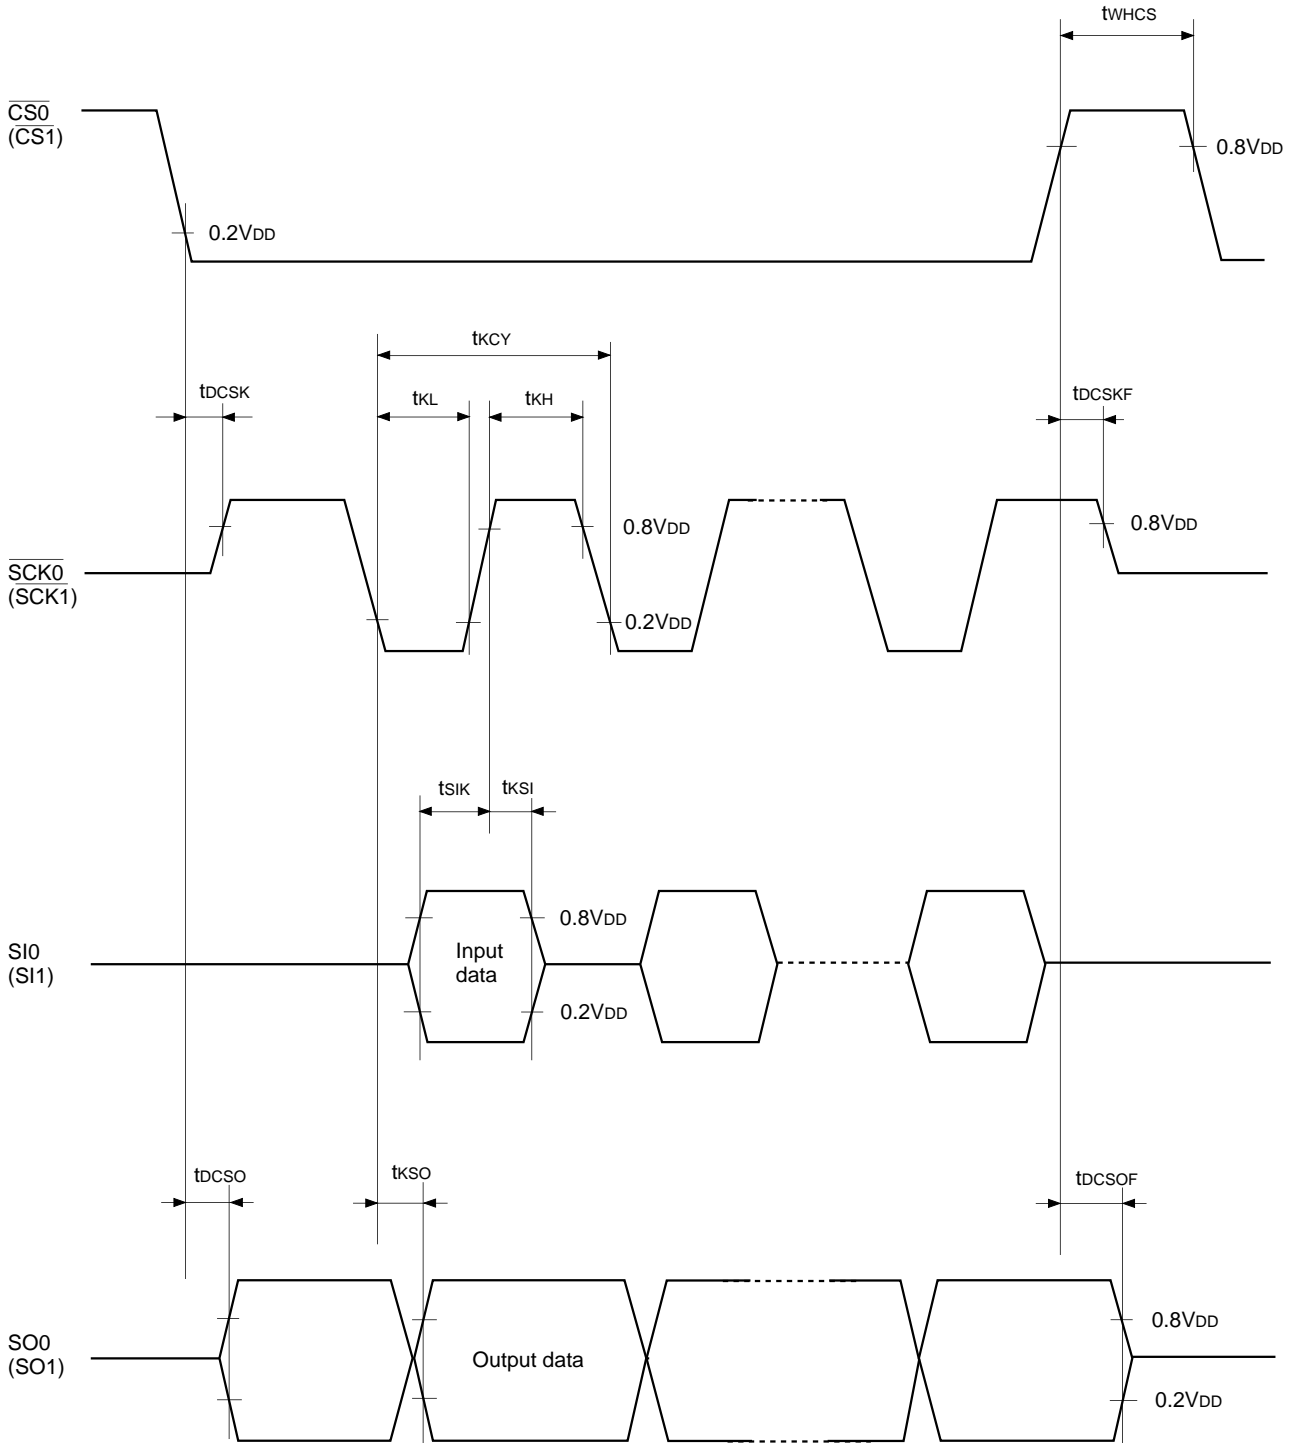 tWHCS
CS0
(CS1)
0.8VDD
0.2VDD
tKCY
tDCSK
tKL
tKH
tDCSKF
0.8VDD
0.8VDD
SCK0
(SCK1)
0.2VDD
tSIK
tKSI
0.8VDD
SI0
(SI1)
Input
data
0.2VDD
tDCSO
tKSO
tDCSOF
0.8VDD
SO0
(SO1)
Output data
0.2VDD